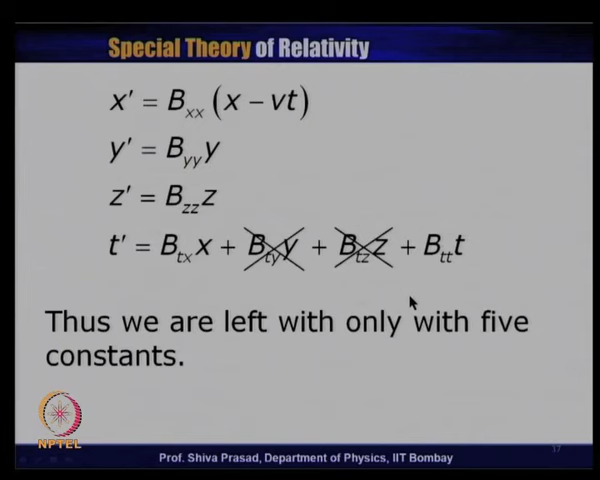 Special Theory of Relativity
x′ = Bxx (x − vt)
y′ = Byy y
z′ = Bzz z
t′ = Btx x + Bty y + Btz z + Btt t
Thus we are left with only with five
constants.
NPTEL
Prof. Shiva Prasad, Department of Physics, IIT Bombay
17